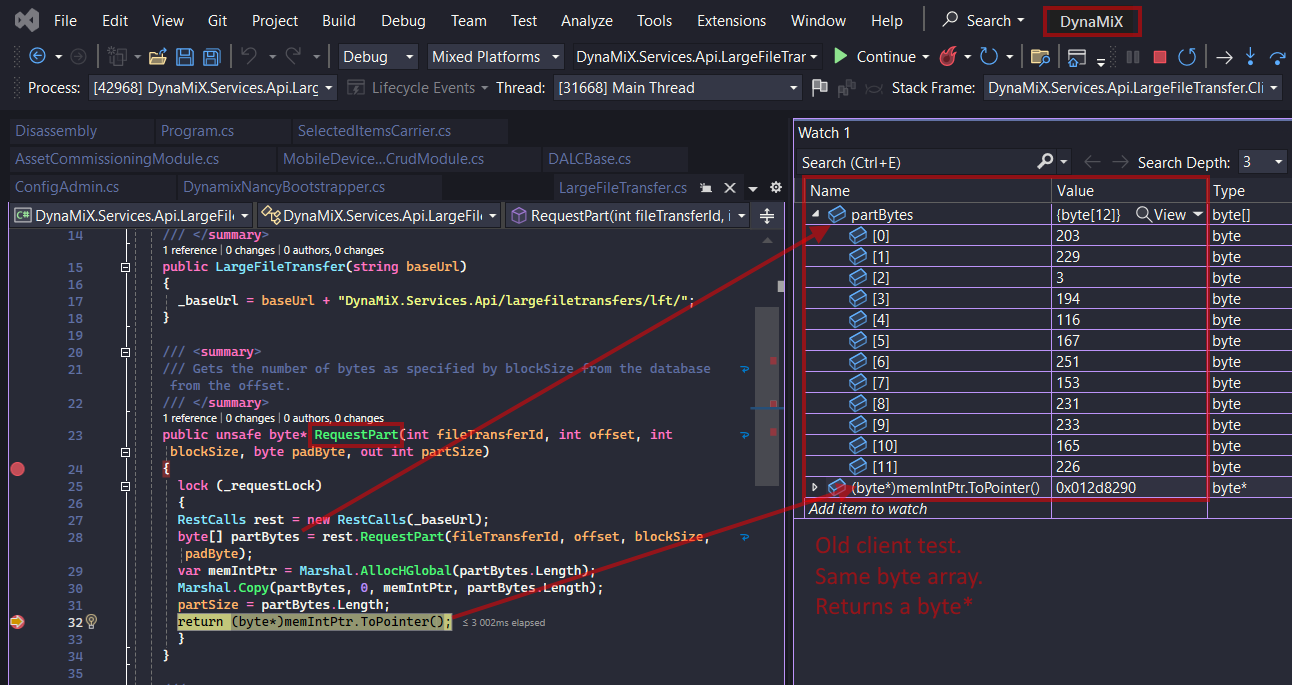 File Edit View Git Project Build Debug Team Test Analyze Tools Extensions Window Help Search DynaMiX
Debug Mixed Platforms DynaMiX.Services.Api.LargeFileTrar Continue
Process: [42968] DynaMiX.Services.Api.Larg Lifecycle Events Thread: [31668] Main Thread Stack Frame: DynaMiX.Services.Api.LargeFileTransfer.Cli
Disassembly Program.cs SelectedItemsCarrier.cs
AssetCommissioningModule.cs MobileDevice...CrudModule.cs DALCBase.cs
ConfigAdmin.cs DynamixNancyBootstrapper.cs LargeFileTransfer.cs
C# DynaMiX.Services.Api.LargeFil DynaMiX.Services.Api.LargeFil RequestPart(int fileTransferId, i
14 /// </summary>
1 reference | 0 changes | 0 authors, 0 changes
15 public LargeFileTransfer(string baseUrl)
16 {
17 _baseUrl = baseUrl + "DynaMiX.Services.Api/largefiletransfers/lft/";
18 }
19
20 /// <summary>
21 /// Gets the number of bytes as specified by blockSize from the database
from the offset.
22 /// </summary>
1 reference | 0 changes | 0 authors, 0 changes
23 public unsafe byte* RequestPart(int fileTransferId, int offset, int
blockSize, byte padByte, out int partSize)
24 {
25 lock (_requestLock)
26 {
27 RestCalls rest = new RestCalls(_baseUrl);
28 byte[] partBytes = rest.RequestPart(fileTransferId, offset, blockSize,
padByte);
29 var memIntPtr = Marshal.AllocHGlobal(partBytes.Length);
30 Marshal.Copy(partBytes, 0, memIntPtr, partBytes.Length);
31 partSize = partBytes.Length;
32 return (byte*)memIntPtr.ToPointer(); ≤ 3 002ms elapsed
33 }
34 }
35
Watch 1
Search (Ctrl+E) Search Depth: 3
Name Value Type
partBytes {byte[12]} View byte[]
[0] 203 byte
[1] 229 byte
[2] 3 byte
[3] 194 byte
[4] 116 byte
[5] 167 byte
[6] 251 byte
[7] 153 byte
[8] 231 byte
[9] 233 byte
[10] 165 byte
[11] 226 byte
(byte*)memIntPtr.ToPointer() 0x012d8290 byte*
Add item to watch
Old client test.
Same byte array.
Returns a byte*